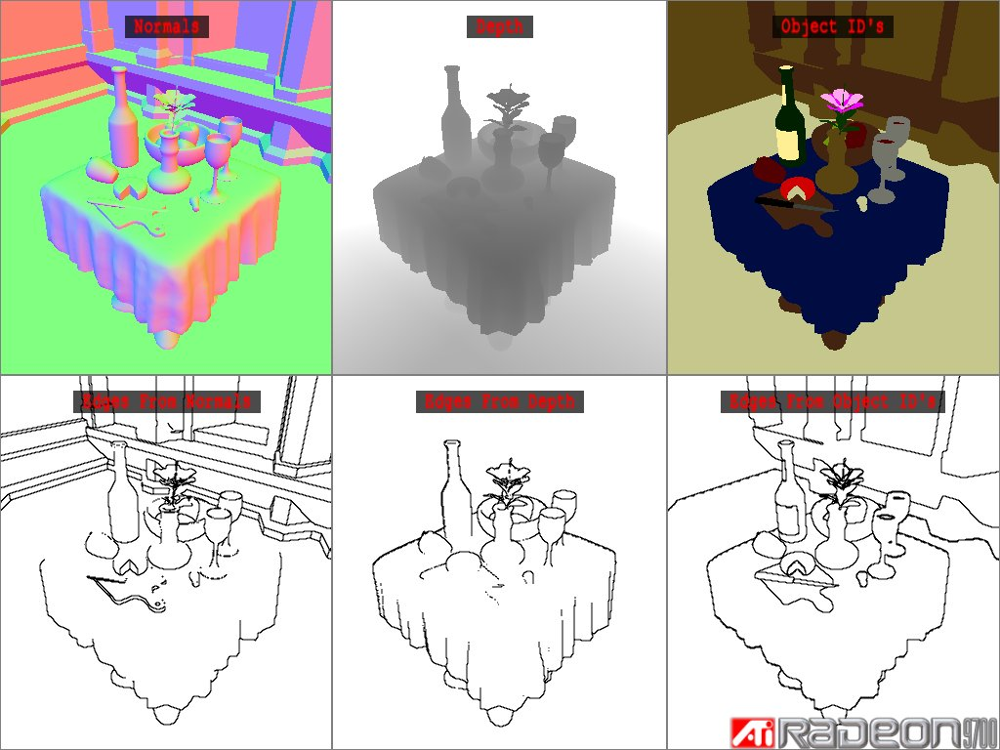 Normals
Depth
Object ID's
Edges From Normals
Edges From Depth
Edges From Object ID's
ATi RADEON 9700